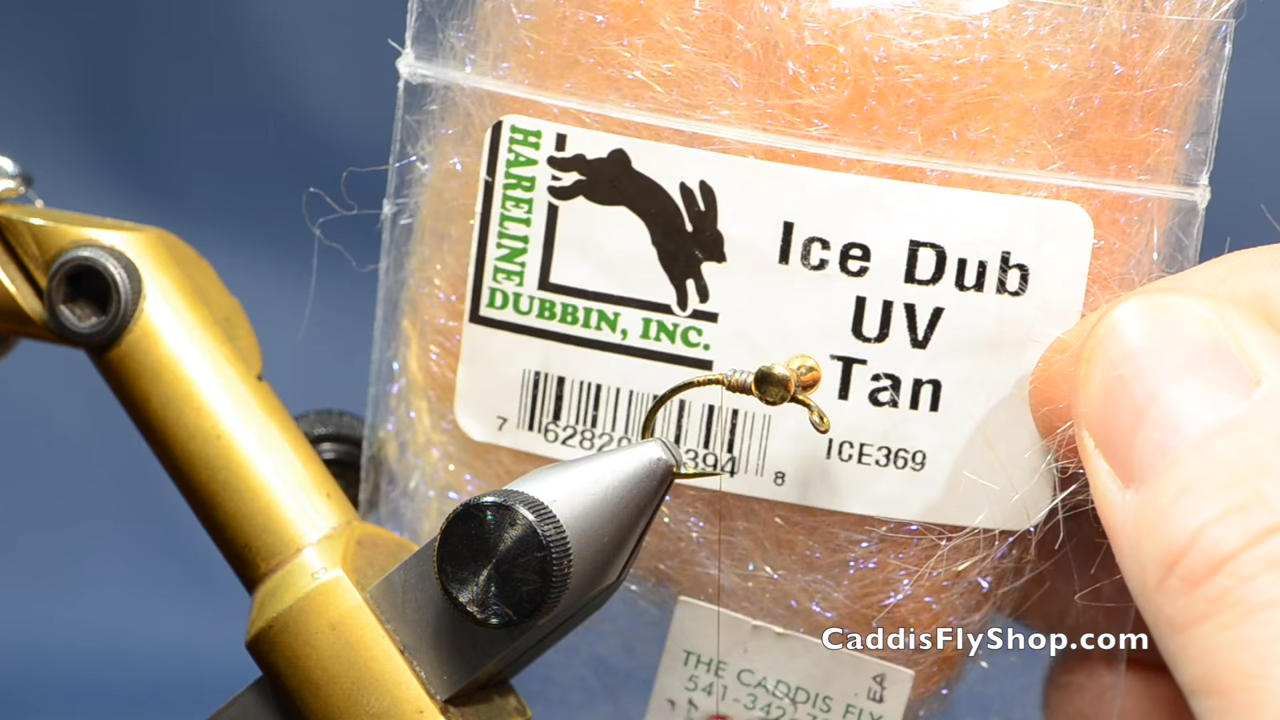 HARELINE
DUBBIN, INC.
Ice Dub
UV
Tan
ICE369
7
8
CaddisFlyShop.com
THE CADDIS FLY
EA